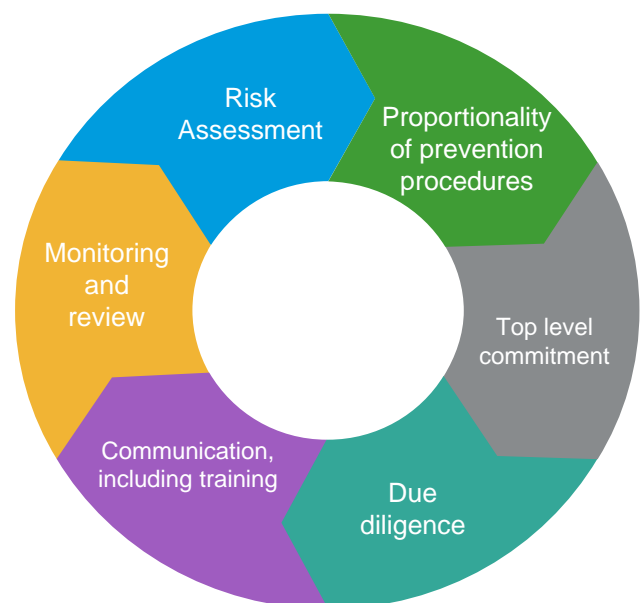 Risk
Assessment
Proportionality
of prevention
procedures
Top level
commitment
Due
diligence
Communication,
including training
Monitoring
and
review